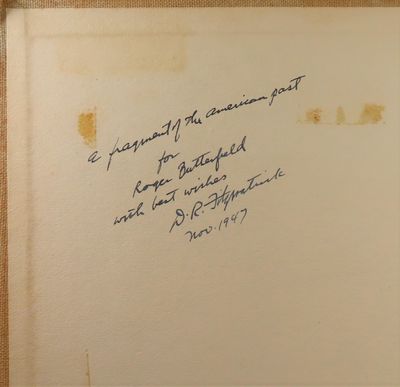 a fragment of the american past
for
Roger Butterfield
with best wishes
D. R. Fitzpatrick
Nov. 1947